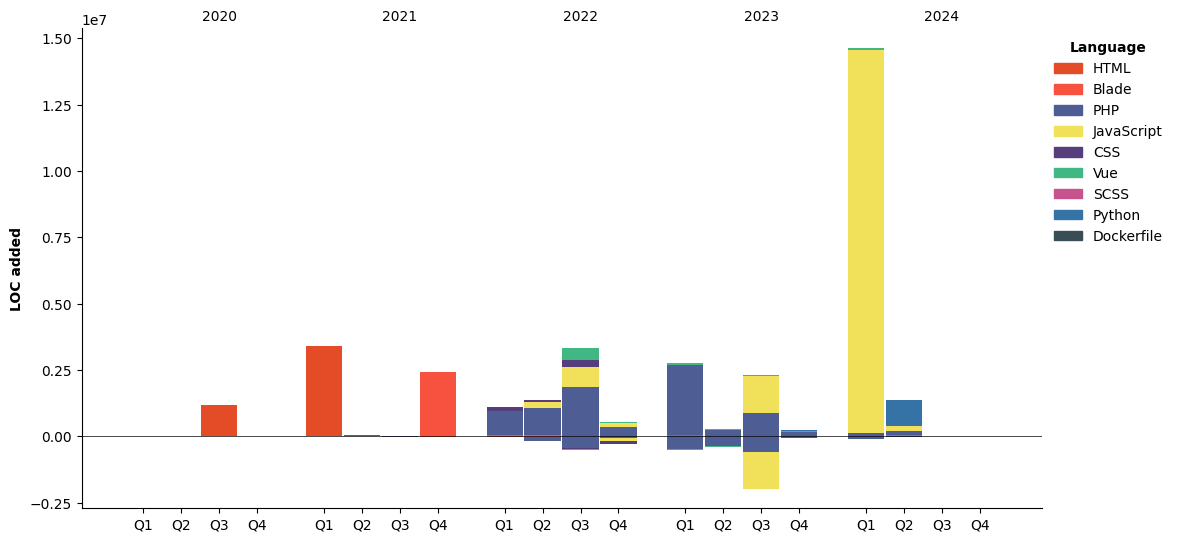 2020 2021 2022 2023 2024
1e7
1.50
1.25
1.00
0.75
0.50
0.25
0.00
−0.25
LOC added
Q1 Q2 Q3 Q4 Q1 Q2 Q3 Q4 Q1 Q2 Q3 Q4 Q1 Q2 Q3 Q4 Q1 Q2 Q3 Q4
Language
HTML
Blade
PHP
JavaScript
CSS
Vue
SCSS
Python
Dockerfile